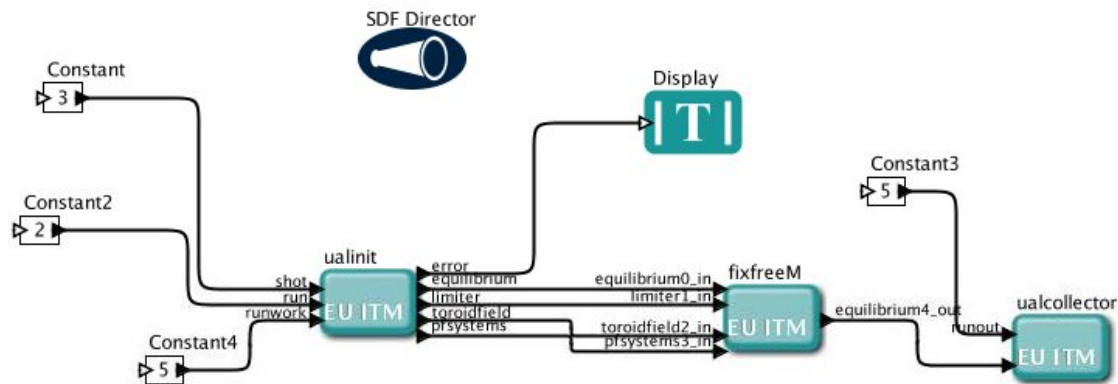 SDF Director
Constant
3
Display
T
Constant3
5
Constant2
2
ualinit
fixfreeM
error
equilibrium
equilibrium0_in
shot
limiter
limiter1_in
run
EU ITM
toroidfield
EU ITM
equilibrium4_out
ualcollector
runwork
pfsystems
toroidfield2_in
pfsystems3_in
runout
Constant4
5
EU ITM